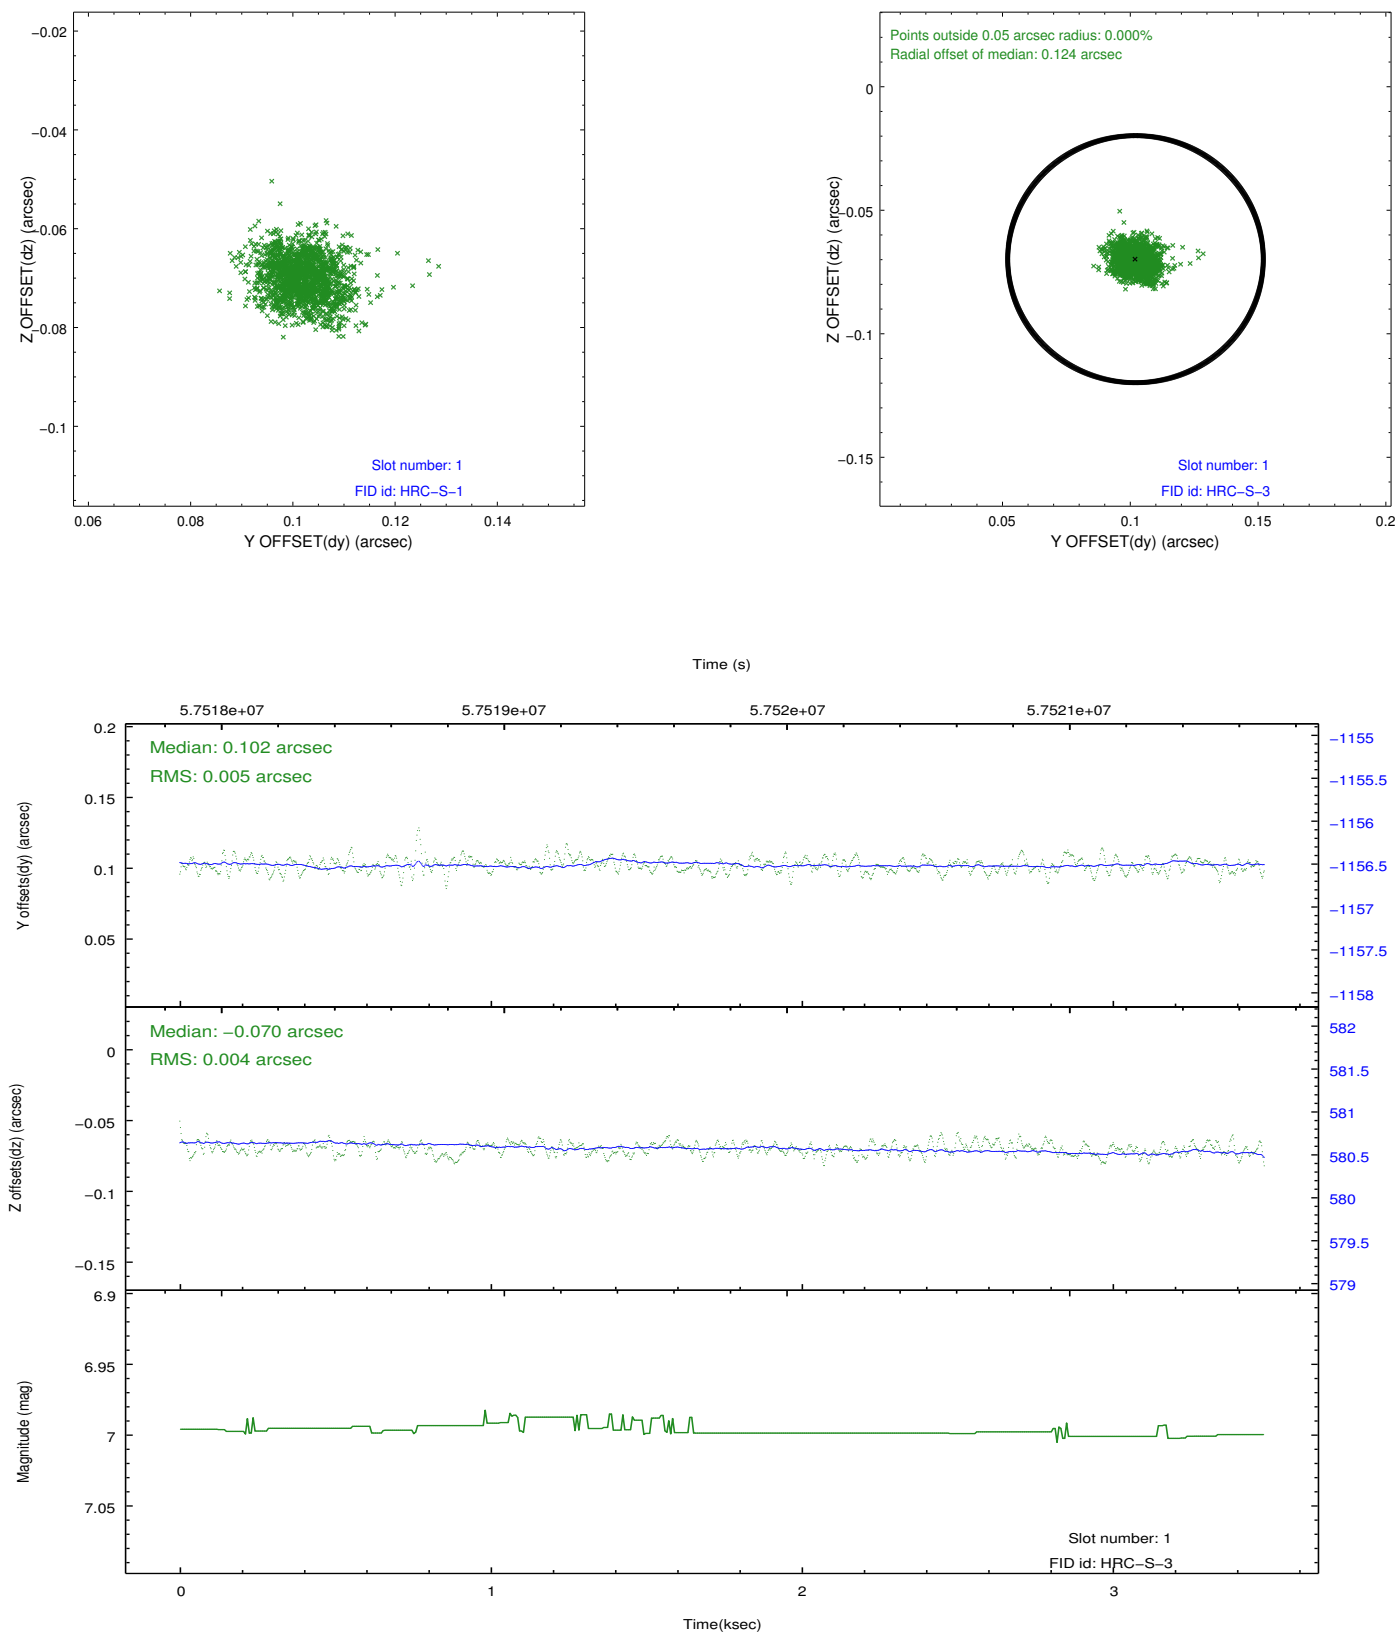 −0.02
−0.04
−0.06
−0.08
−0.1
Z OFFSET(dz) (arcsec)
Slot number: 1
FID id: HRC−S−1
0.06
0.08
0.1
0.12
0.14
Y OFFSET(dy) (arcsec)
Points outside 0.05 arcsec radius: 0.000%
Radial offset of median: 0.124 arcsec
0
−0.05
−0.1
−0.15
Z OFFSET(dz) (arcsec)
Slot number: 1
FID id: HRC−S−3
0.05
0.1
0.15
0.2
Y OFFSET(dy) (arcsec)
Time (s)
5.7518e+07
5.7519e+07
5.752e+07
5.7521e+07
Median: 0.102 arcsec
RMS: 0.005 arcsec
0.2
0.15
0.1
0.05
Y offsets(dy) (arcsec)
−1155
−1155.5
−1156
−1156.5
−1157
−1157.5
−1158
Median: −0.070 arcsec
RMS: 0.004 arcsec
0
−0.05
−0.1
−0.15
Z offsets(dz) (arcsec)
582
581.5
581
580.5
580
579.5
579
6.9
6.95
7
7.05
Magnitude (mag)
Slot number: 1
FID id: HRC−S−3
0
1
2
3
Time(ksec)